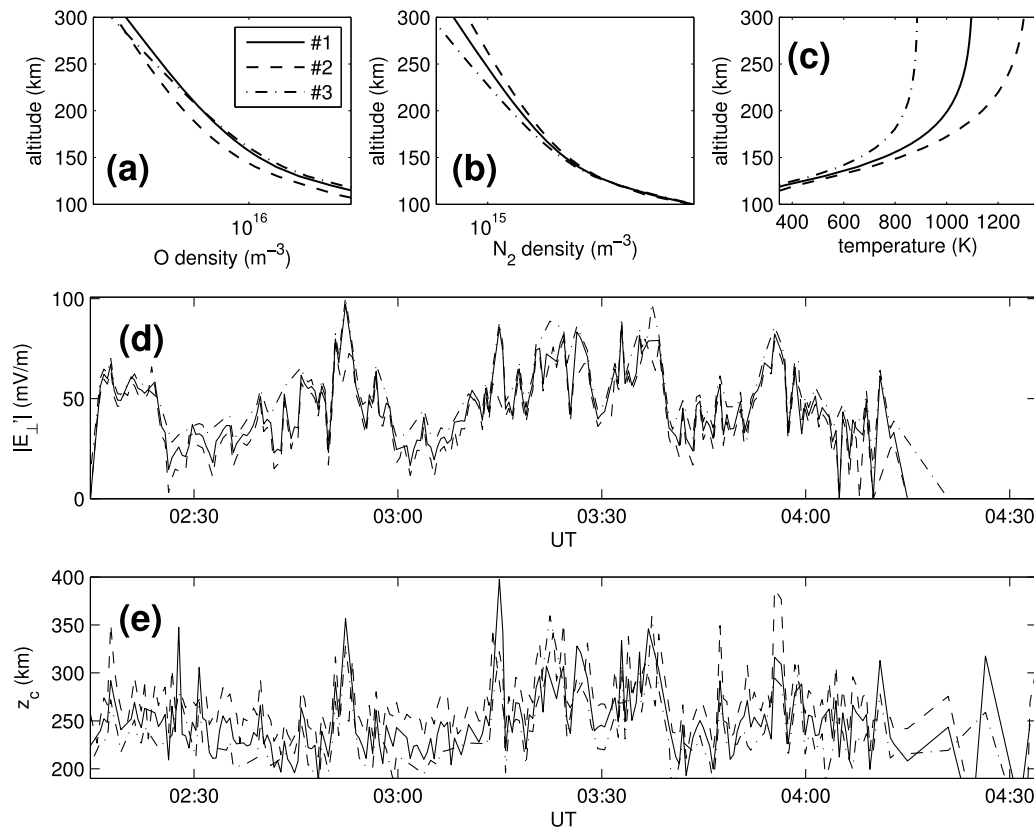 300
250
200
150
100
altitude (km)
(a)
#1
#2
#3
10^16
O density (m^−3)
300
250
200
150
100
altitude (km)
(b)
10^15
N_2 density (m^−3)
300
250
200
150
100
altitude (km)
(c)
400 600 800 1000 1200
temperature (K)
100
50
0
|E_⊥'| (mV/m)
(d)
02:30 03:00 03:30 04:00 04:30
UT
400
350
300
250
200
z_c (km)
(e)
02:30 03:00 03:30 04:00 04:30
UT